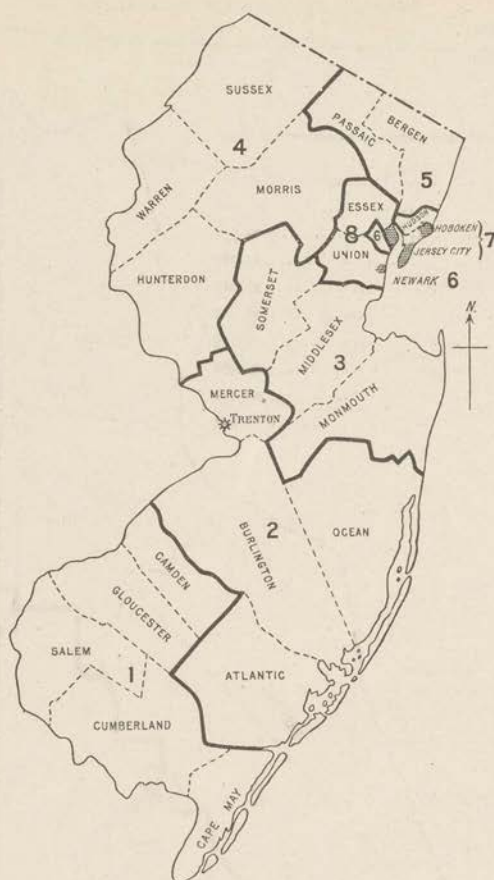 SUSSEX
PASSAIC
BERGEN
4
WARREN
MORRIS
5
ESSEX
HUDSON
8
6
HOBOKEN
7
UNION
JERSEY CITY
HUNTERDON
NEWARK 6
SOMERSET
N.
MIDDLESEX
3
MERCER
MONMOUTH
TRENTON
2
BURLINGTON
OCEAN
CAMDEN
GLOUCESTER
SALEM
1
ATLANTIC
CUMBERLAND
CAPE MAY